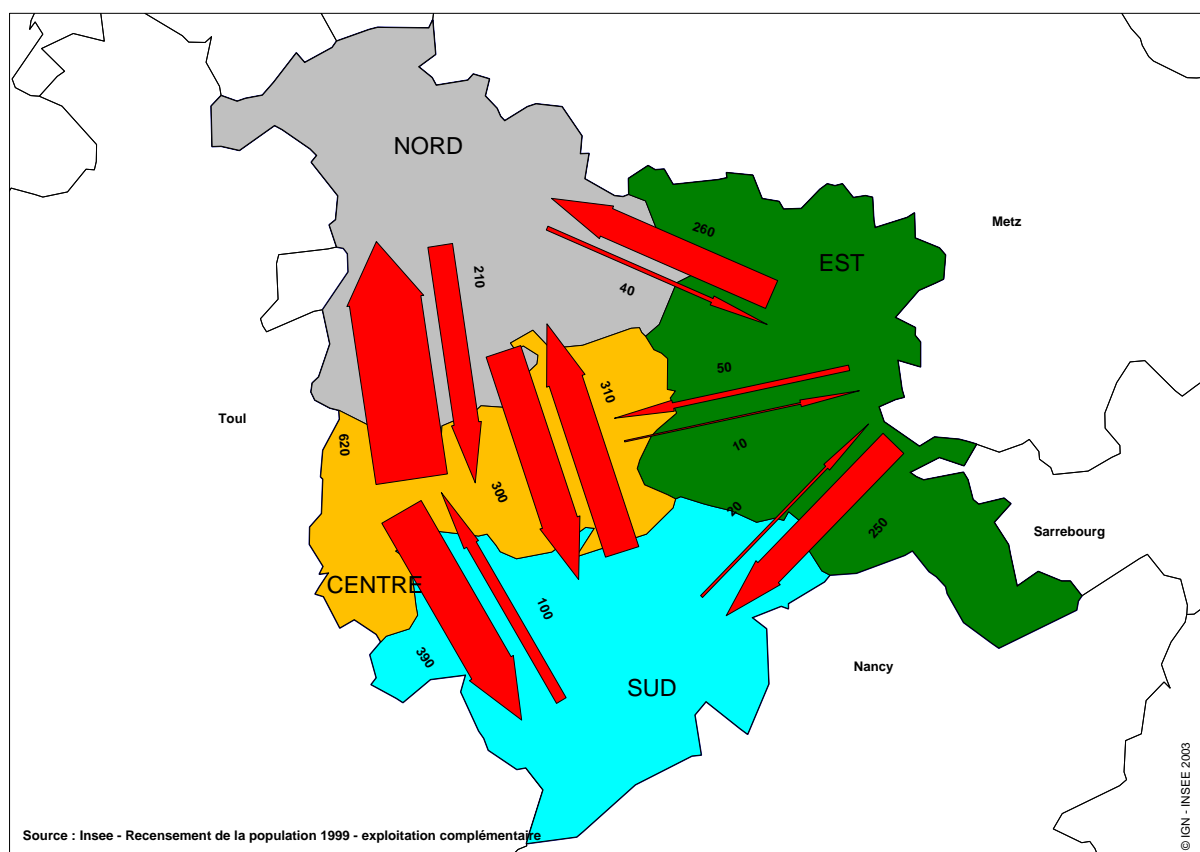 NORD
Metz
260
EST
210
40
50
310
Toul
620
10
300
20
250
Sarrebourg
CENTRE
100
390
Nancy
SUD
Source : Insee - Recensement de la population 1999 - exploitation complémentaire
© IGN - INSEE 2003